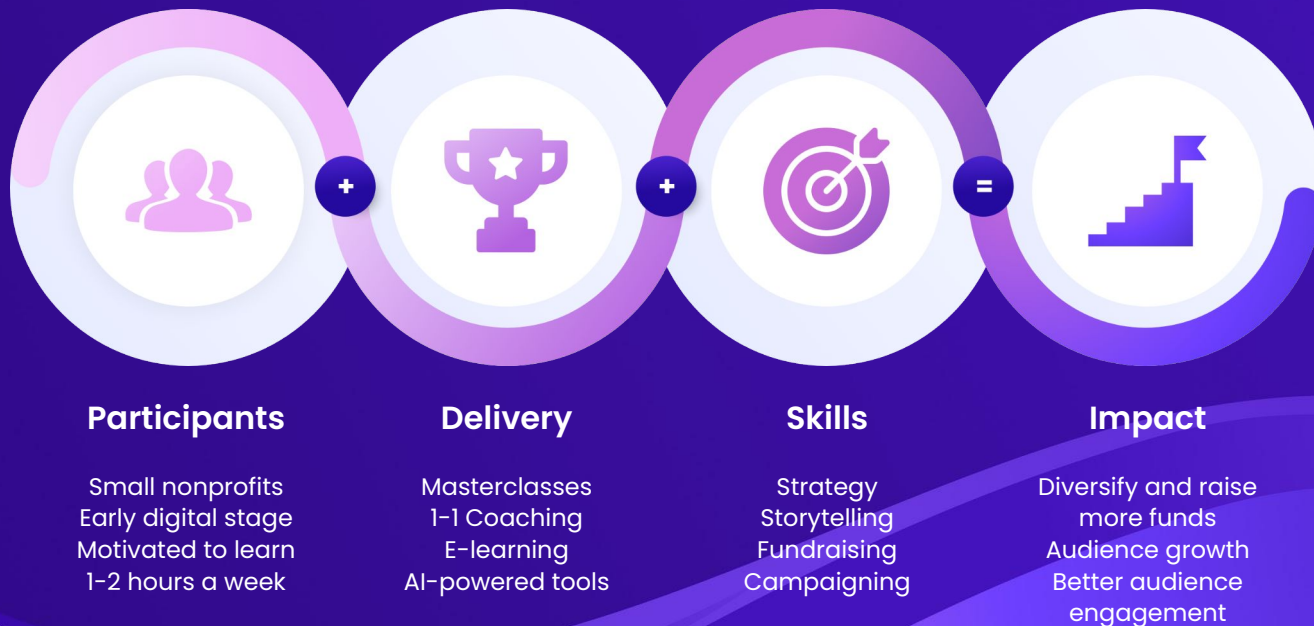 +
+
=
Participants
Small nonprofits
Early digital stage
Motivated to learn
1-2 hours a week
Delivery
Masterclasses
1-1 Coaching
E-learning
AI-powered tools
Skills
Strategy
Storytelling
Fundraising
Campaigning
Impact
Diversify and raise
more funds
Audience growth
Better audience
engagement